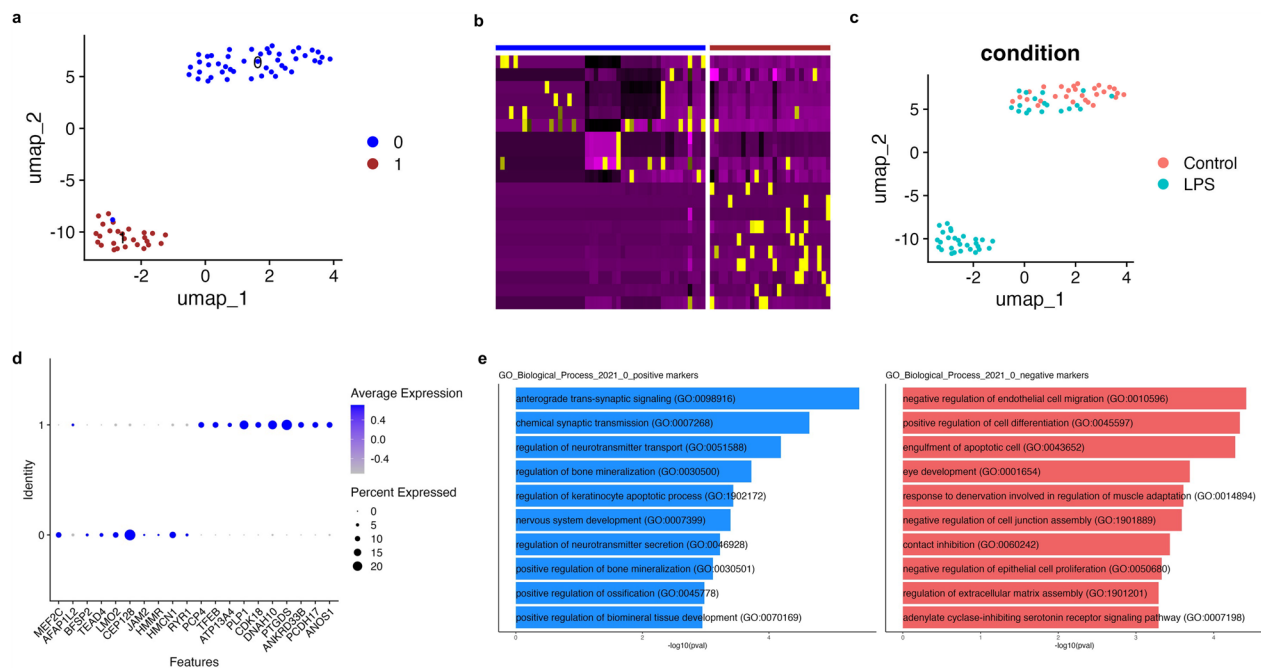 a
umap_2
5
0
-5
-10
-2
0
2
4
umap_1
0
1
0
1
b
c
condition
umap_2
5
0
-5
-10
-2
0
2
4
umap_1
Control
LPS
d
Identity
1
0
MEF2C
AFAP1L2
BFSP2
TEAD4
LMO2
CEP128
JAM2
HMMR
HMCN1
RYR1
PCP4
TFEB
ATP13A4
PLP1
CDK18
DNAH10
PTGDS
ANKRD33B
PCDH17
ANOS1
Features
Average Expression
0.4
0.0
-0.4
Percent Expressed
0
5
10
15
20
e
GO_Biological_Process_2021_0_positive markers
anterograde trans-synaptic signaling (GO:0098916)
chemical synaptic transmission (GO:0007268)
regulation of neurotransmitter transport (GO:0051588)
regulation of bone mineralization (GO:0030500)
regulation of keratinocyte apoptotic process (GO:1902172)
nervous system development (GO:0007399)
regulation of neurotransmitter secretion (GO:0046928)
positive regulation of bone mineralization (GO:0030501)
positive regulation of ossification (GO:0045778)
positive regulation of biomineral tissue development (GO:0070169)
0
2
4
-log10(pval)
GO_Biological_Process_2021_0_negative markers
negative regulation of endothelial cell migration (GO:0010596)
positive regulation of cell differentiation (GO:0045597)
engulfment of apoptotic cell (GO:0043652)
eye development (GO:0001654)
response to denervation involved in regulation of muscle adaptation (GO:0014894)
negative regulation of cell junction assembly (GO:1901889)
contact inhibition (GO:0060242)
negative regulation of epithelial cell proliferation (GO:0050680)
regulation of extracellular matrix assembly (GO:1901201)
adenylate cyclase-inhibiting serotonin receptor signaling pathway (GO:0007198)
0
1
2
3
4
-log10(pval)